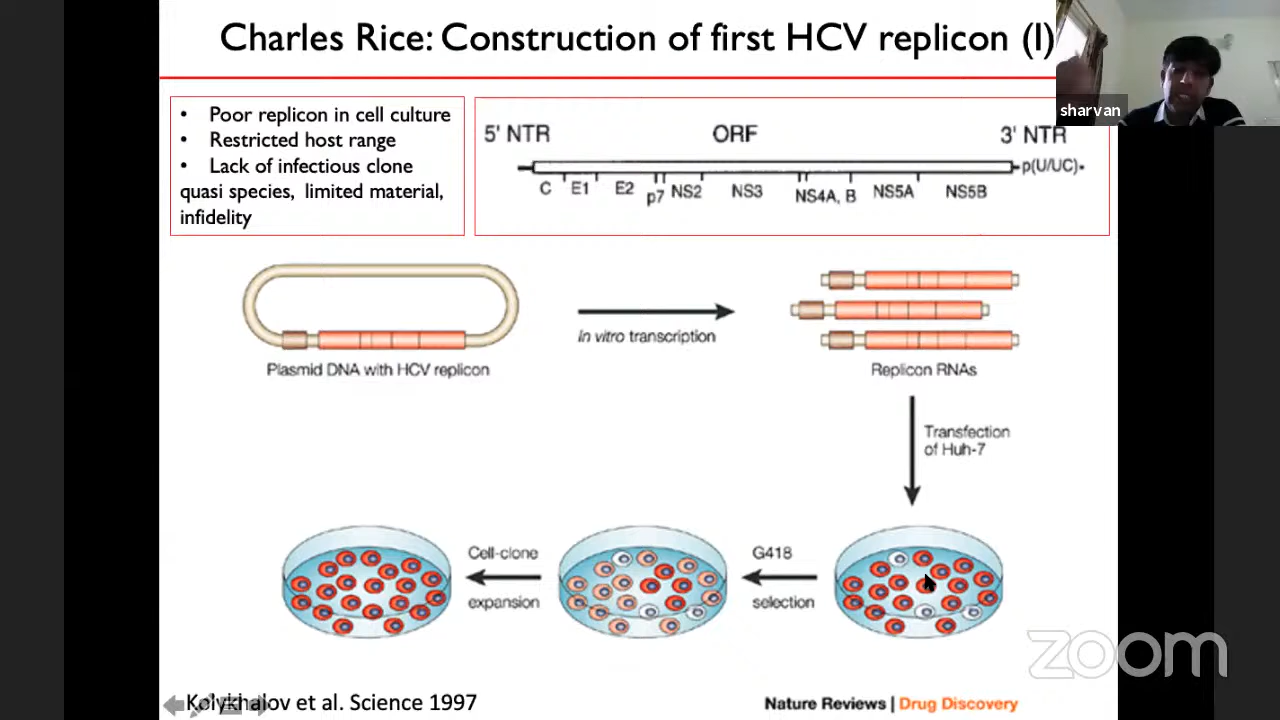 Charles Rice: Construction of first HCV replicon (I)
sharvan
• Poor replicon in cell culture
• Restricted host range
• Lack of infectious clone
quasi species, limited material,
infidelity
5' NTR ORF 3' NTR
p(U/UC)
C E1 E2 p7 NS2 NS3 NS4A, B NS5A NS5B
In vitro transcription
Plasmid DNA with HCV replicon
Replicon RNAs
Transfection
of Huh-7
Cell-clone
expansion
G418
selection
zoom
Kolykhalov et al. Science 1997
Nature Reviews | Drug Discovery